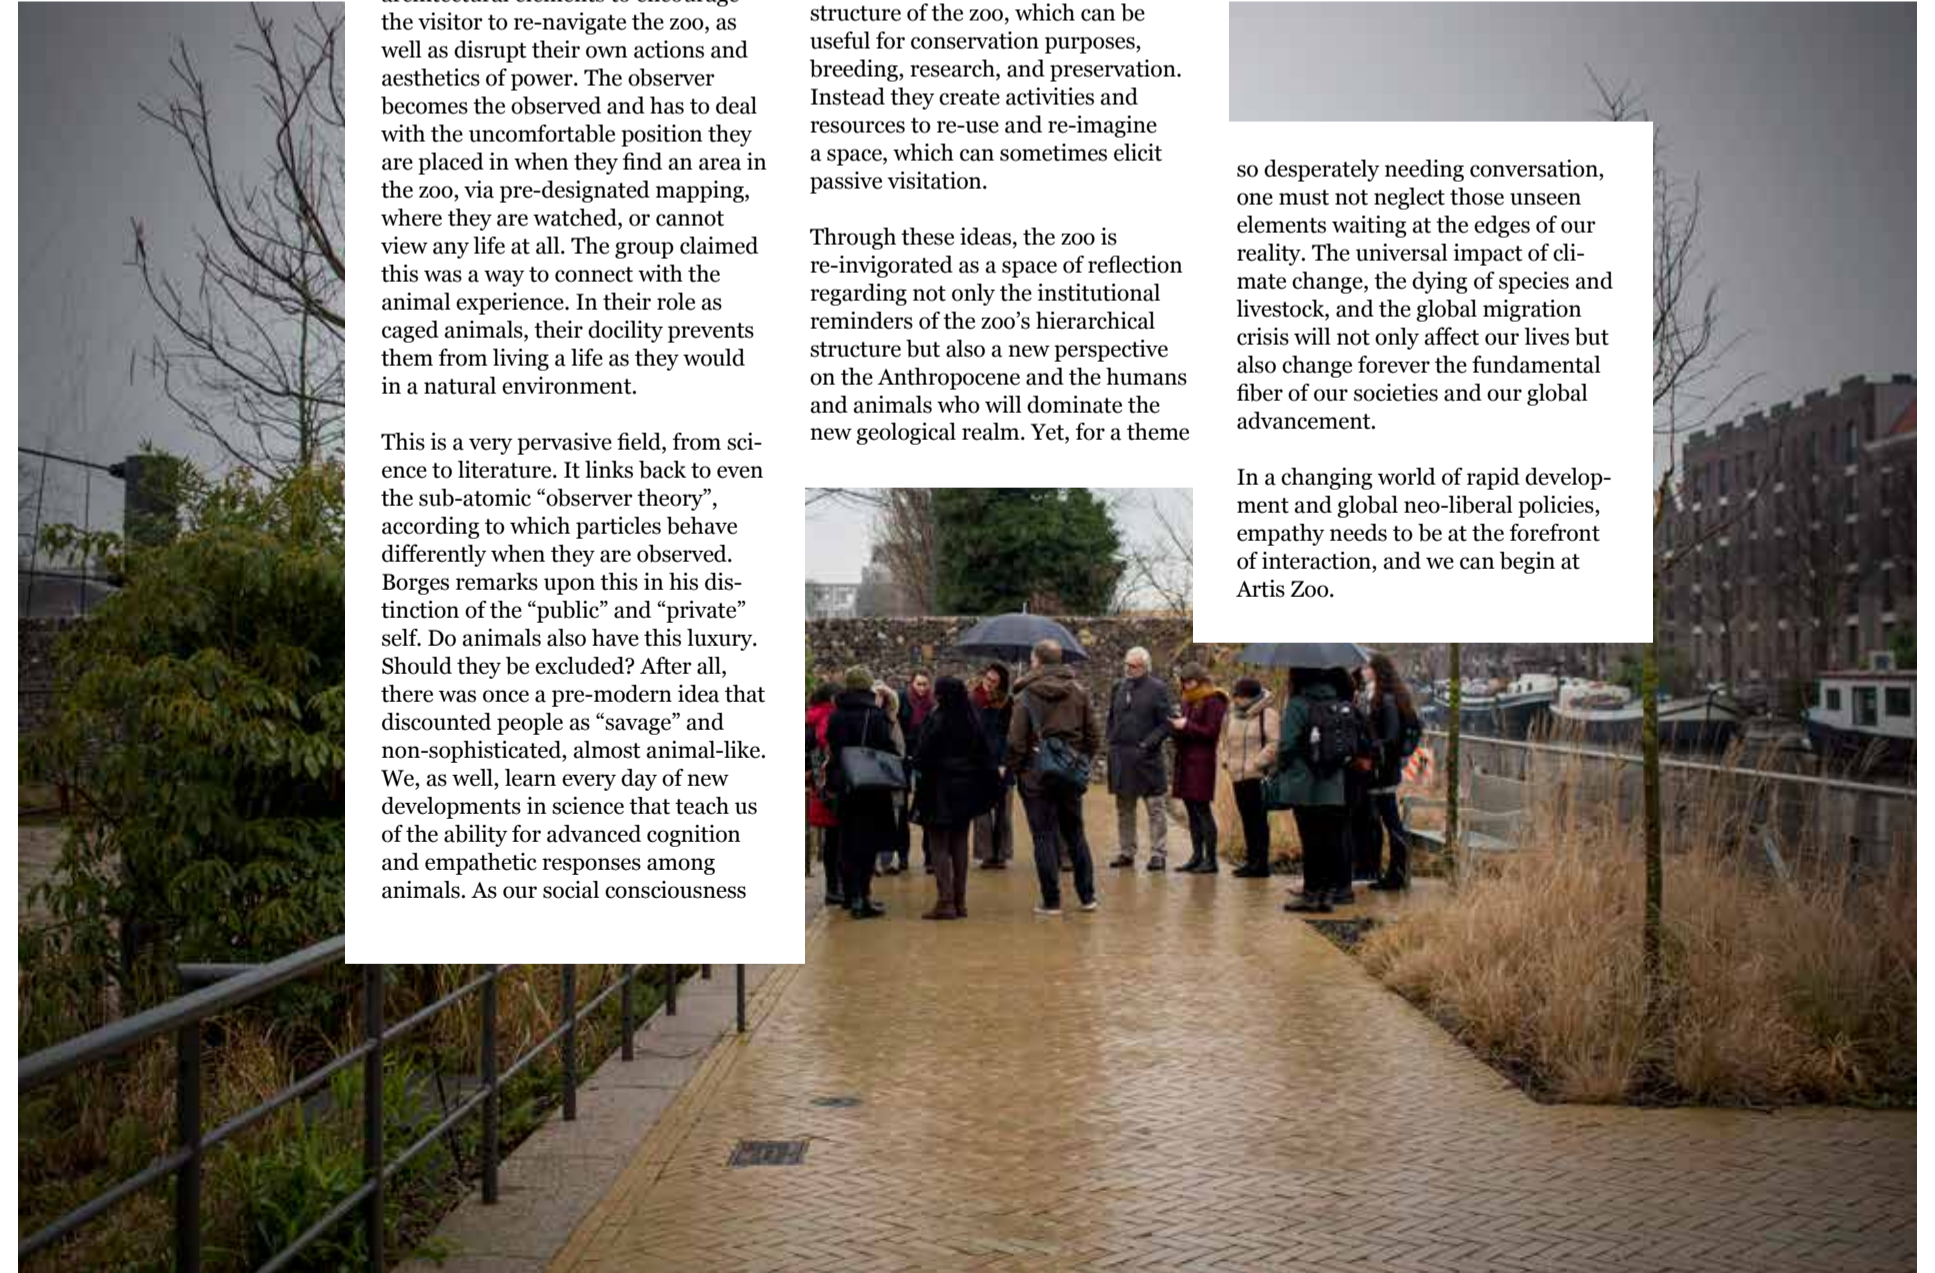 architectural elements to encourage
the visitor to re-navigate the zoo, as
well as disrupt their own actions and
aesthetics of power. The observer
becomes the observed and has to deal
with the uncomfortable position they
are placed in when they find an area in
the zoo, via pre-designated mapping,
where they are watched, or cannot
view any life at all. The group claimed
this was a way to connect with the
animal experience. In their role as
caged animals, their docility prevents
them from living a life as they would
in a natural environment.
This is a very pervasive field, from sci-
ence to literature. It links back to even
the sub-atomic “observer theory”,
according to which particles behave
differently when they are observed.
Borges remarks upon this in his dis-
tinction of the “public” and “private”
self. Do animals also have this luxury.
Should they be excluded? After all,
there was once a pre-modern idea that
discounted people as “savage” and
non-sophisticated, almost animal-like.
We, as well, learn every day of new
developments in science that teach us
of the ability for advanced cognition
and empathetic responses among
animals. As our social consciousness
structure of the zoo, which can be
useful for conservation purposes,
breeding, research, and preservation.
Instead they create activities and
resources to re-use and re-imagine
a space, which can sometimes elicit
passive visitation.
Through these ideas, the zoo is
re-invigorated as a space of reflection
regarding not only the institutional
reminders of the zoo’s hierarchical
structure but also a new perspective
on the Anthropocene and the humans
and animals who will dominate the
new geological realm. Yet, for a theme
so desperately needing conversation,
one must not neglect those unseen
elements waiting at the edges of our
reality. The universal impact of cli-
mate change, the dying of species and
livestock, and the global migration
crisis will not only affect our lives but
also change forever the fundamental
fiber of our societies and our global
advancement.
In a changing world of rapid develop-
ment and global neo-liberal policies,
empathy needs to be at the forefront
of interaction, and we can begin at
Artis Zoo.